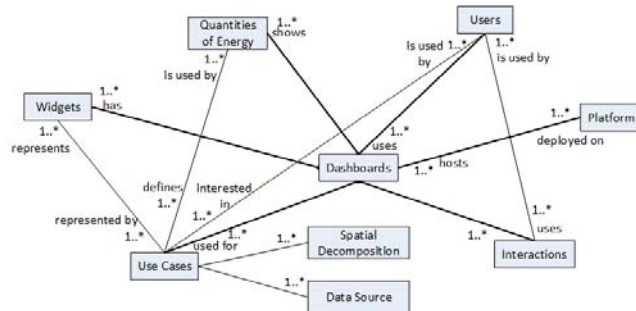 Quantities
of Energy
1..*
shows
Users
1..*
is used by
is used 1..*
by
1..*
is used by
Widgets
1..*
has
1..*
represents
Platform
1..*
deployed on
1..*
uses
Dashboards
hosts
1..*
defines
1..*
Interested
in
1..*
represented by
1..*
1..*
used for
Use Cases
1..*
Spatial
Decomposition
1..*
Data Source
1..*
uses
1..*
Interactions